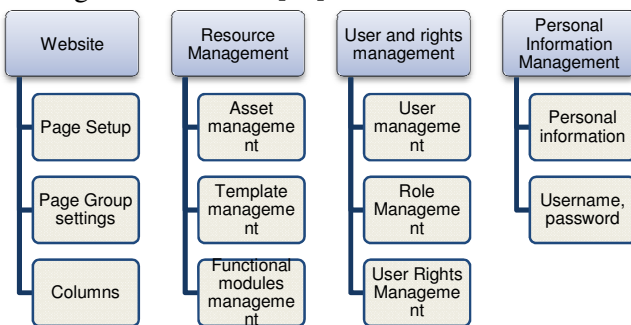 Website
Page Setup
Page Group
settings
Columns
Resource
Management
Asset
manageme
nt
Template
manageme
nt
Functional
modules
manageme
nt
User and rights
management
User
manageme
nt
Role
Manageme
nt
User Rights
Manageme
nt
Personal
Information
Management
Personal
information
Username,
password